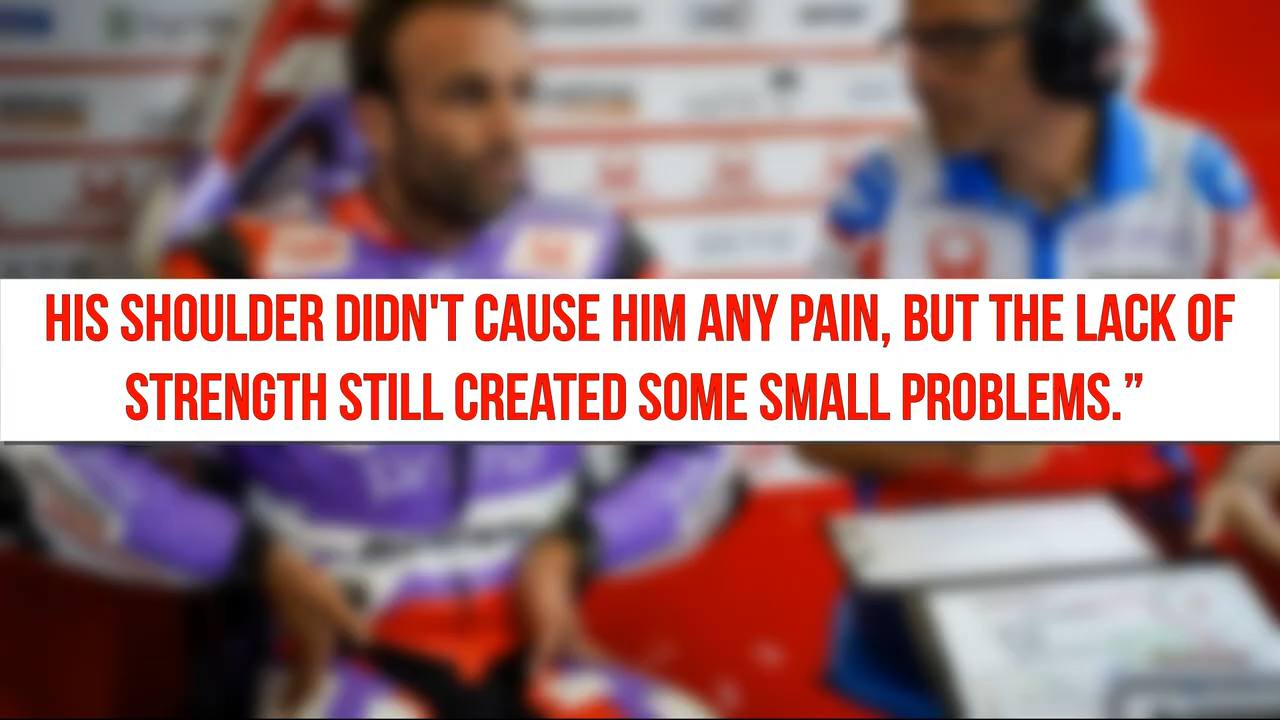 HIS SHOULDER DIDN'T CAUSE HIM ANY PAIN, BUT THE LACK OF
STRENGTH STILL CREATED SOME SMALL PROBLEMS.”